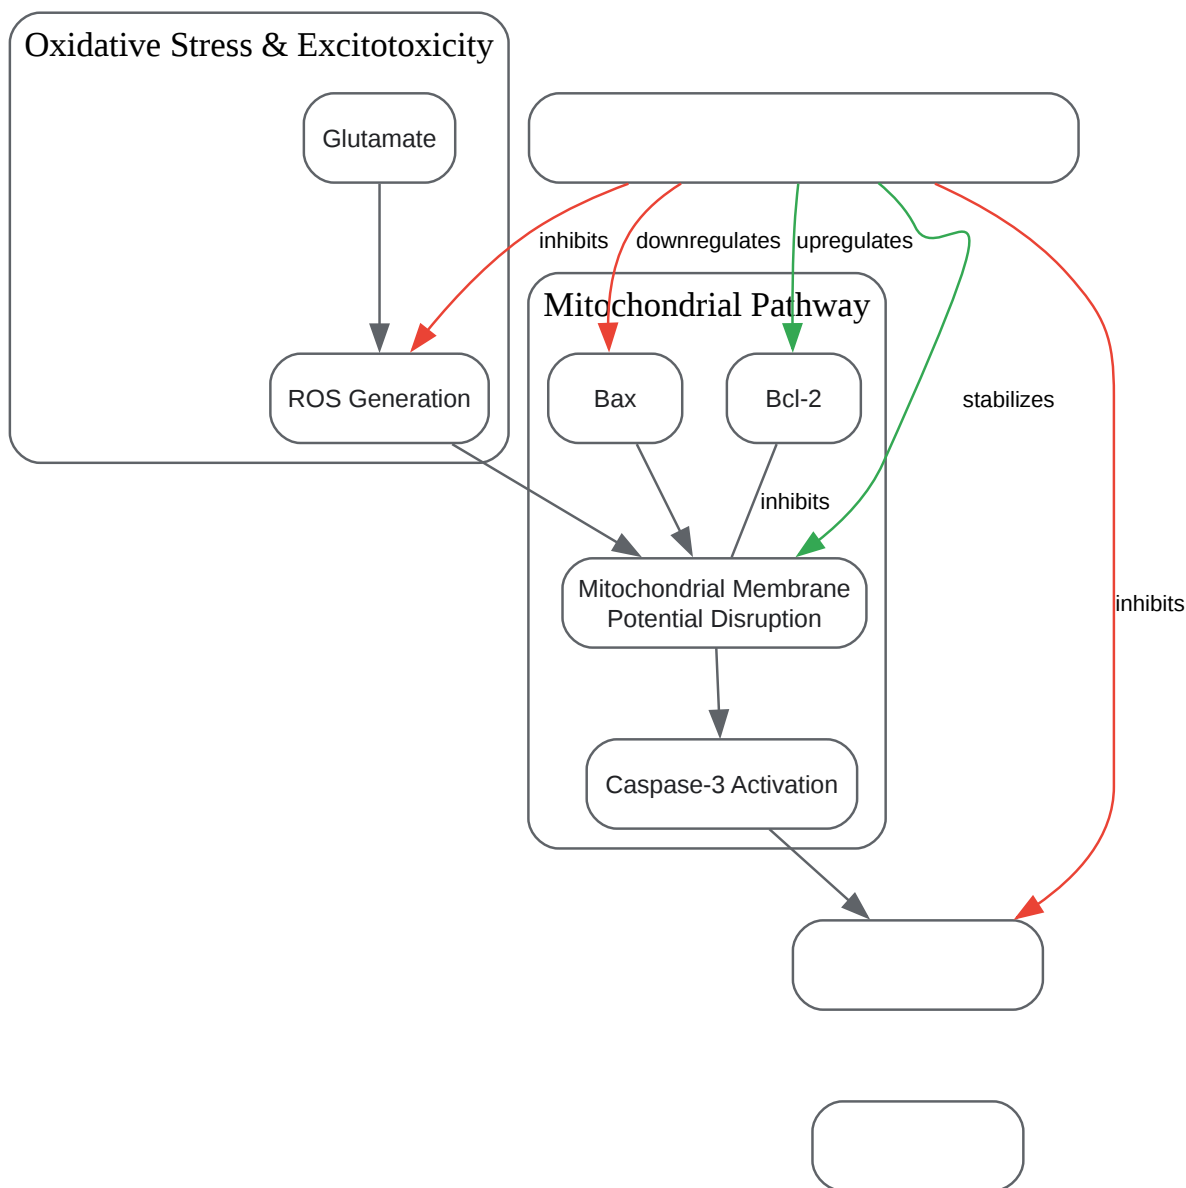 Oxidative Stress & Excitotoxicity
Glutamate
inhibits
downregulates
upregulates
Mitochondrial Pathway
ROS Generation
Bax
Bcl-2
stabilizes
inhibits
Mitochondrial Membrane
Potential Disruption
inhibits
Caspase-3 Activation